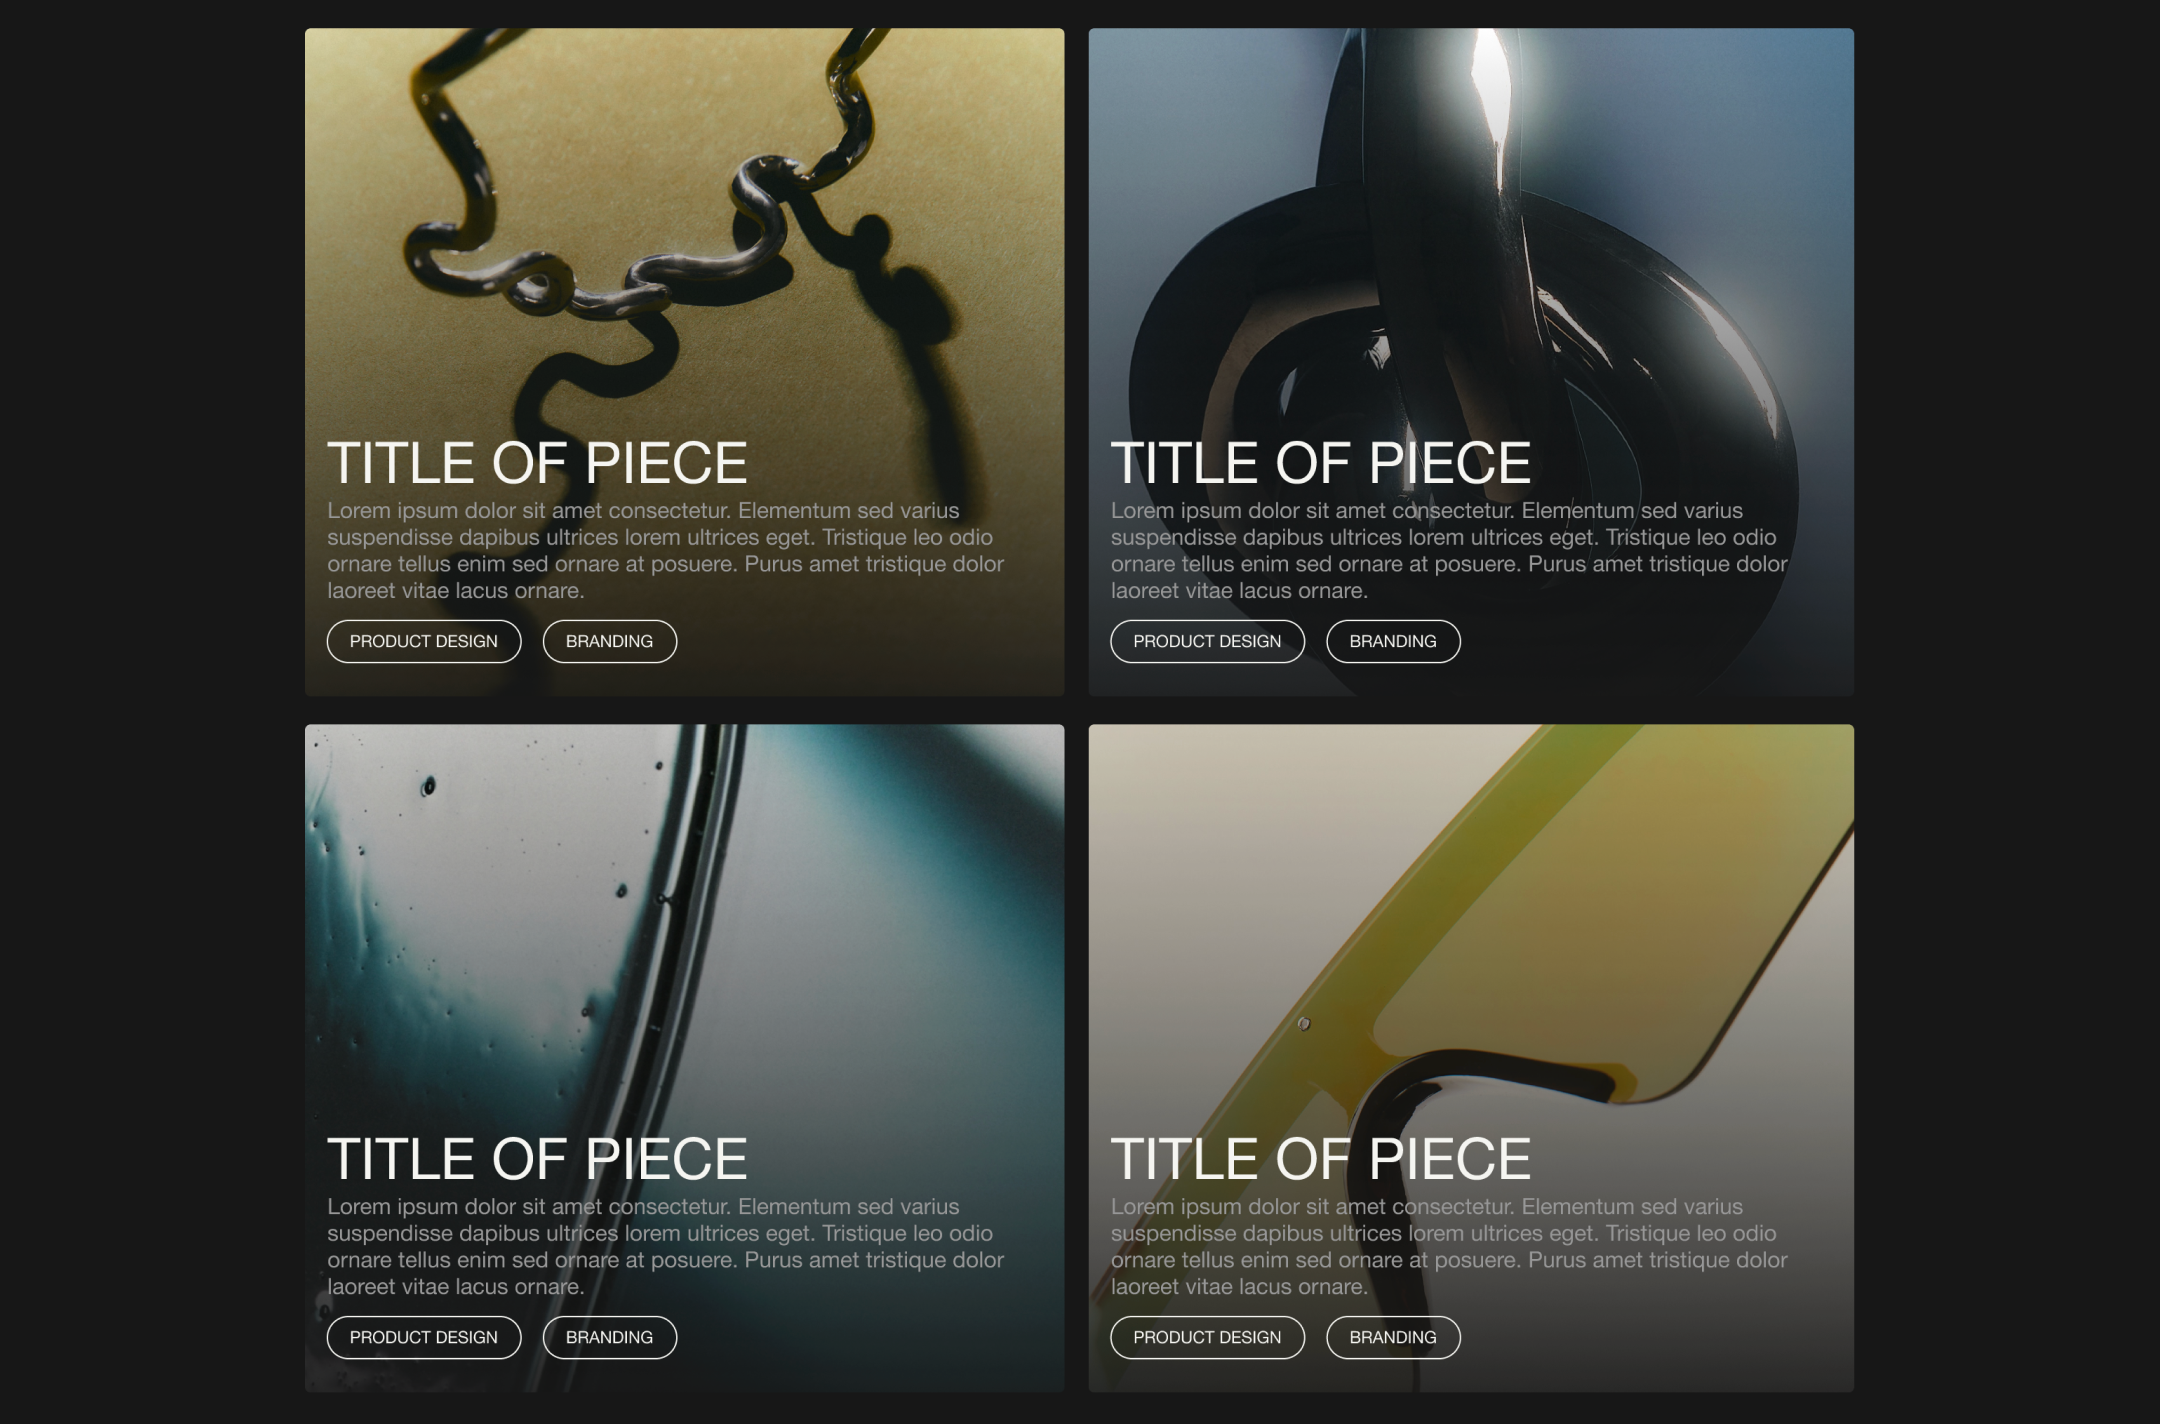 TITLE OF PIECE
Lorem ipsum dolor sit amet consectetur. Elementum sed varius
suspendisse dapibus ultrices lorem ultrices eget. Tristique leo odio
ornare tellus enim sed ornare at posuere. Purus amet tristique dolor
laoreet vitae lacus ornare.
PRODUCT DESIGN BRANDING
TITLE OF PIECE
Lorem ipsum dolor sit amet consectetur. Elementum sed varius
suspendisse dapibus ultrices lorem ultrices eget. Tristique leo odio
ornare tellus enim sed ornare at posuere. Purus amet tristique dolor
laoreet vitae lacus ornare.
PRODUCT DESIGN BRANDING
TITLE OF PIECE
Lorem ipsum dolor sit amet consectetur. Elementum sed varius
suspendisse dapibus ultrices lorem ultrices eget. Tristique leo odio
ornare tellus enim sed ornare at posuere. Purus amet tristique dolor
laoreet vitae lacus ornare.
PRODUCT DESIGN BRANDING
TITLE OF PIECE
Lorem ipsum dolor sit amet consectetur. Elementum sed varius
suspendisse dapibus ultrices lorem ultrices eget. Tristique leo odio
ornare tellus enim sed ornare at posuere. Purus amet tristique dolor
laoreet vitae lacus ornare.
PRODUCT DESIGN BRANDING